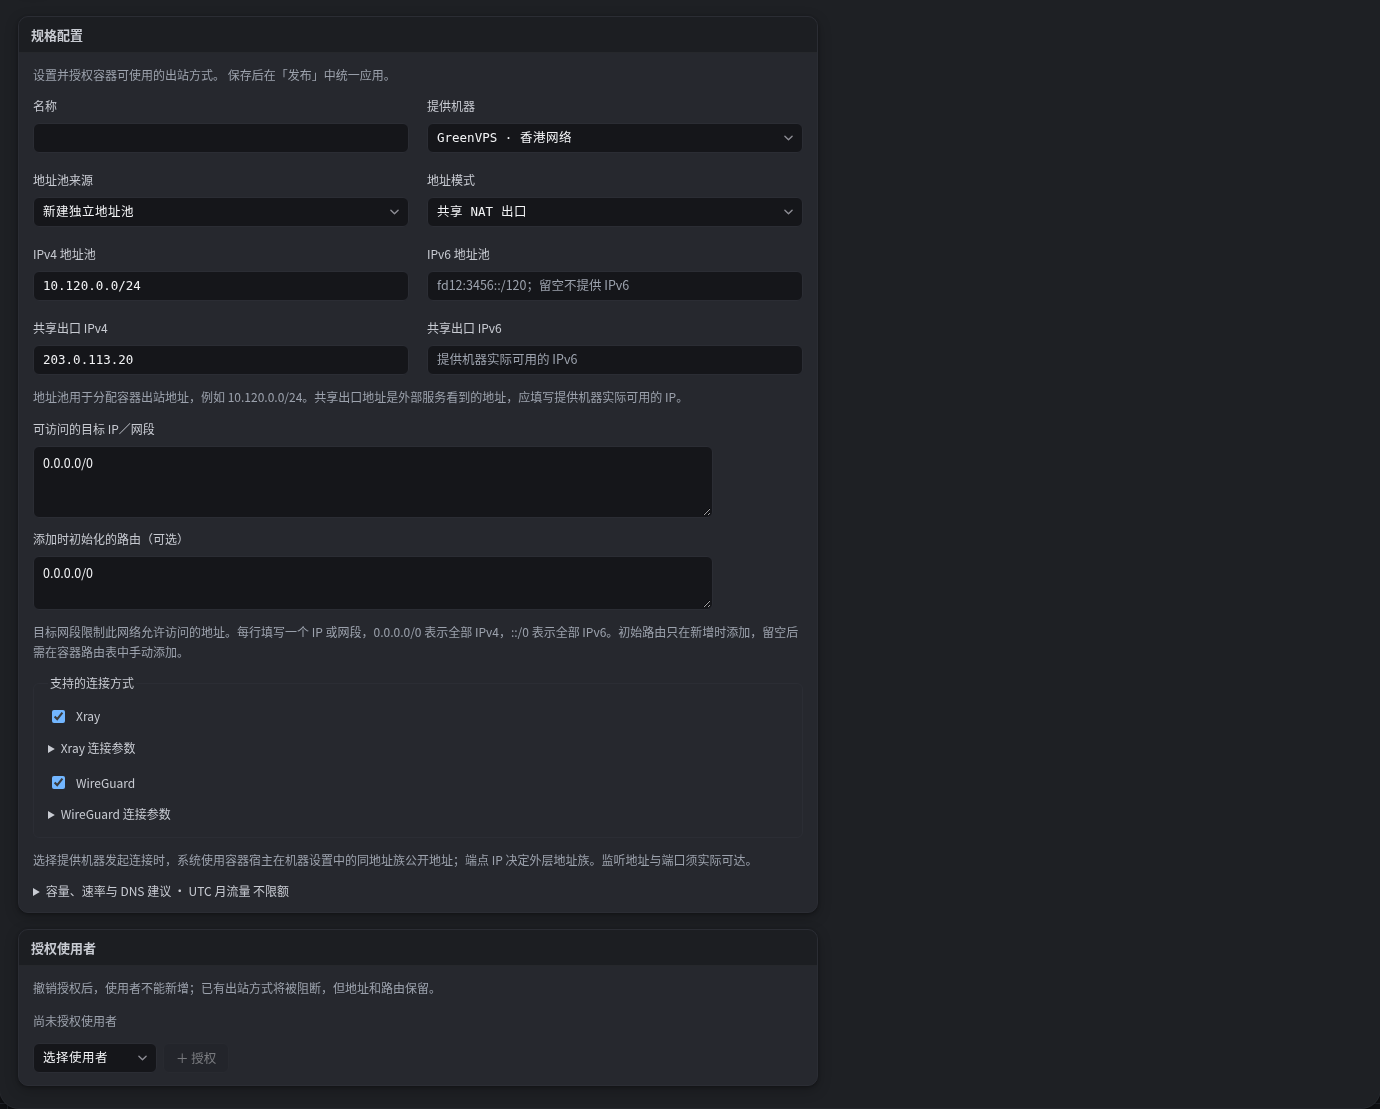 规格配置
设置并授权容器可使用的出站方式。 保存后在「发布」中统一应用。
名称
提供机器
GreenVPS · 香港网络
地址池来源
地址模式
新建独立地址池
共享 NAT 出口
IPv4 地址池
IPv6 地址池
10.120.0.0/24
fd12:3456::/120；留空不提供 IPv6
共享出口 IPv4
共享出口 IPv6
203.0.113.20
提供机器实际可用的 IPv6
地址池用于分配容器出站地址，例如 10.120.0.0/24。共享出口地址是外部服务看到的地址，应填写提供机器实际可用的 IP。
可访问的目标 IP／网段
0.0.0.0/0
添加时初始化的路由（可选）
0.0.0.0/0
目标网段限制此网络允许访问的地址。每行填写一个 IP 或网段，0.0.0.0/0 表示全部 IPv4，::/0 表示全部 IPv6。初始路由只在新增时添加，留空后
需在容器路由表中手动添加。
支持的连接方式
Xray
Xray 连接参数
WireGuard
WireGuard 连接参数
选择提供机器发起连接时，系统使用容器宿主在机器设置中的同地址族公开地址；端点 IP 决定外层地址族。监听地址与端口须实际可达。
容量、速率与 DNS 建议 · UTC 月流量 不限额
授权使用者
撤销授权后，使用者不能新增；已有出站方式将被阻断，但地址和路由保留。
尚未授权使用者
选择使用者
＋ 授权